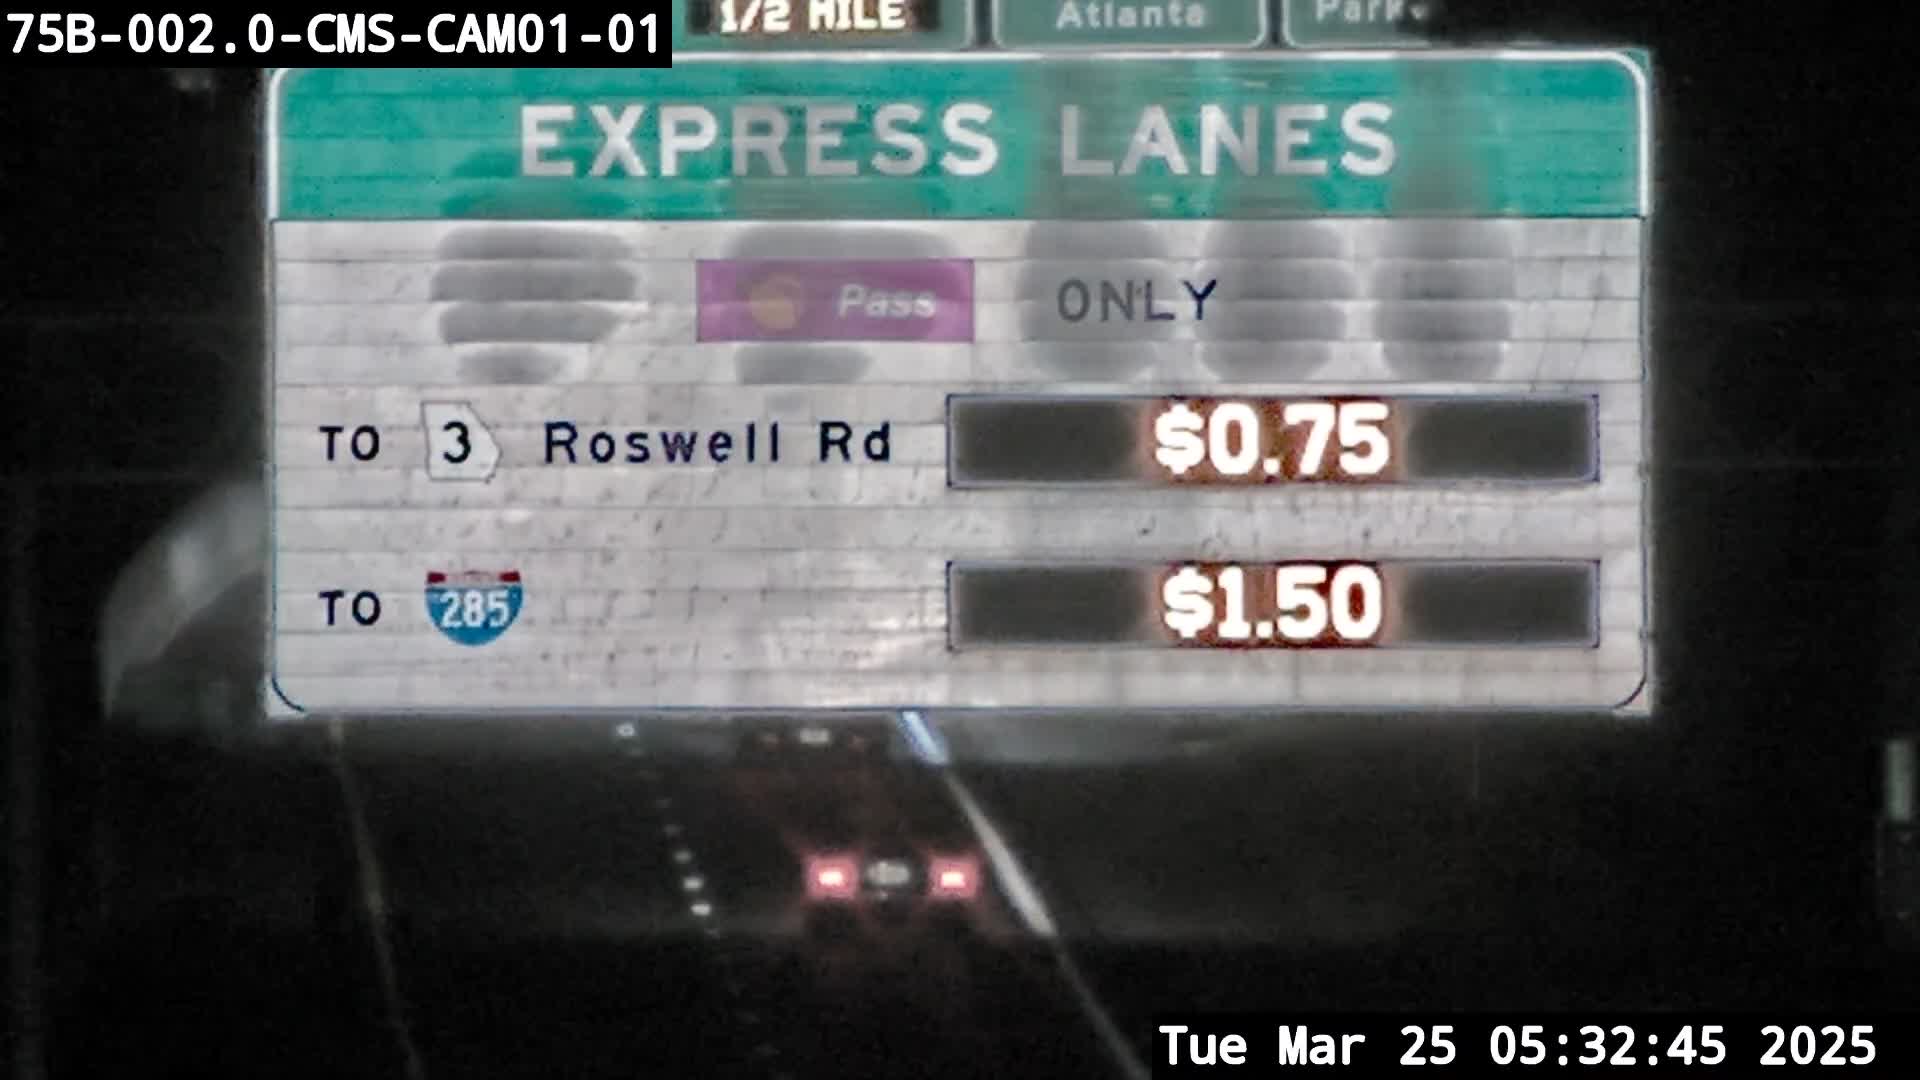 75B-002.0-CMS-CAM01-01
1/2 MILE
Atlanta
EXPRESS LANES
Pass ONLY
TO 3 Roswell Rd $0.75
TO 285 $1.50
Tue Mar 25 05:32:45 2025